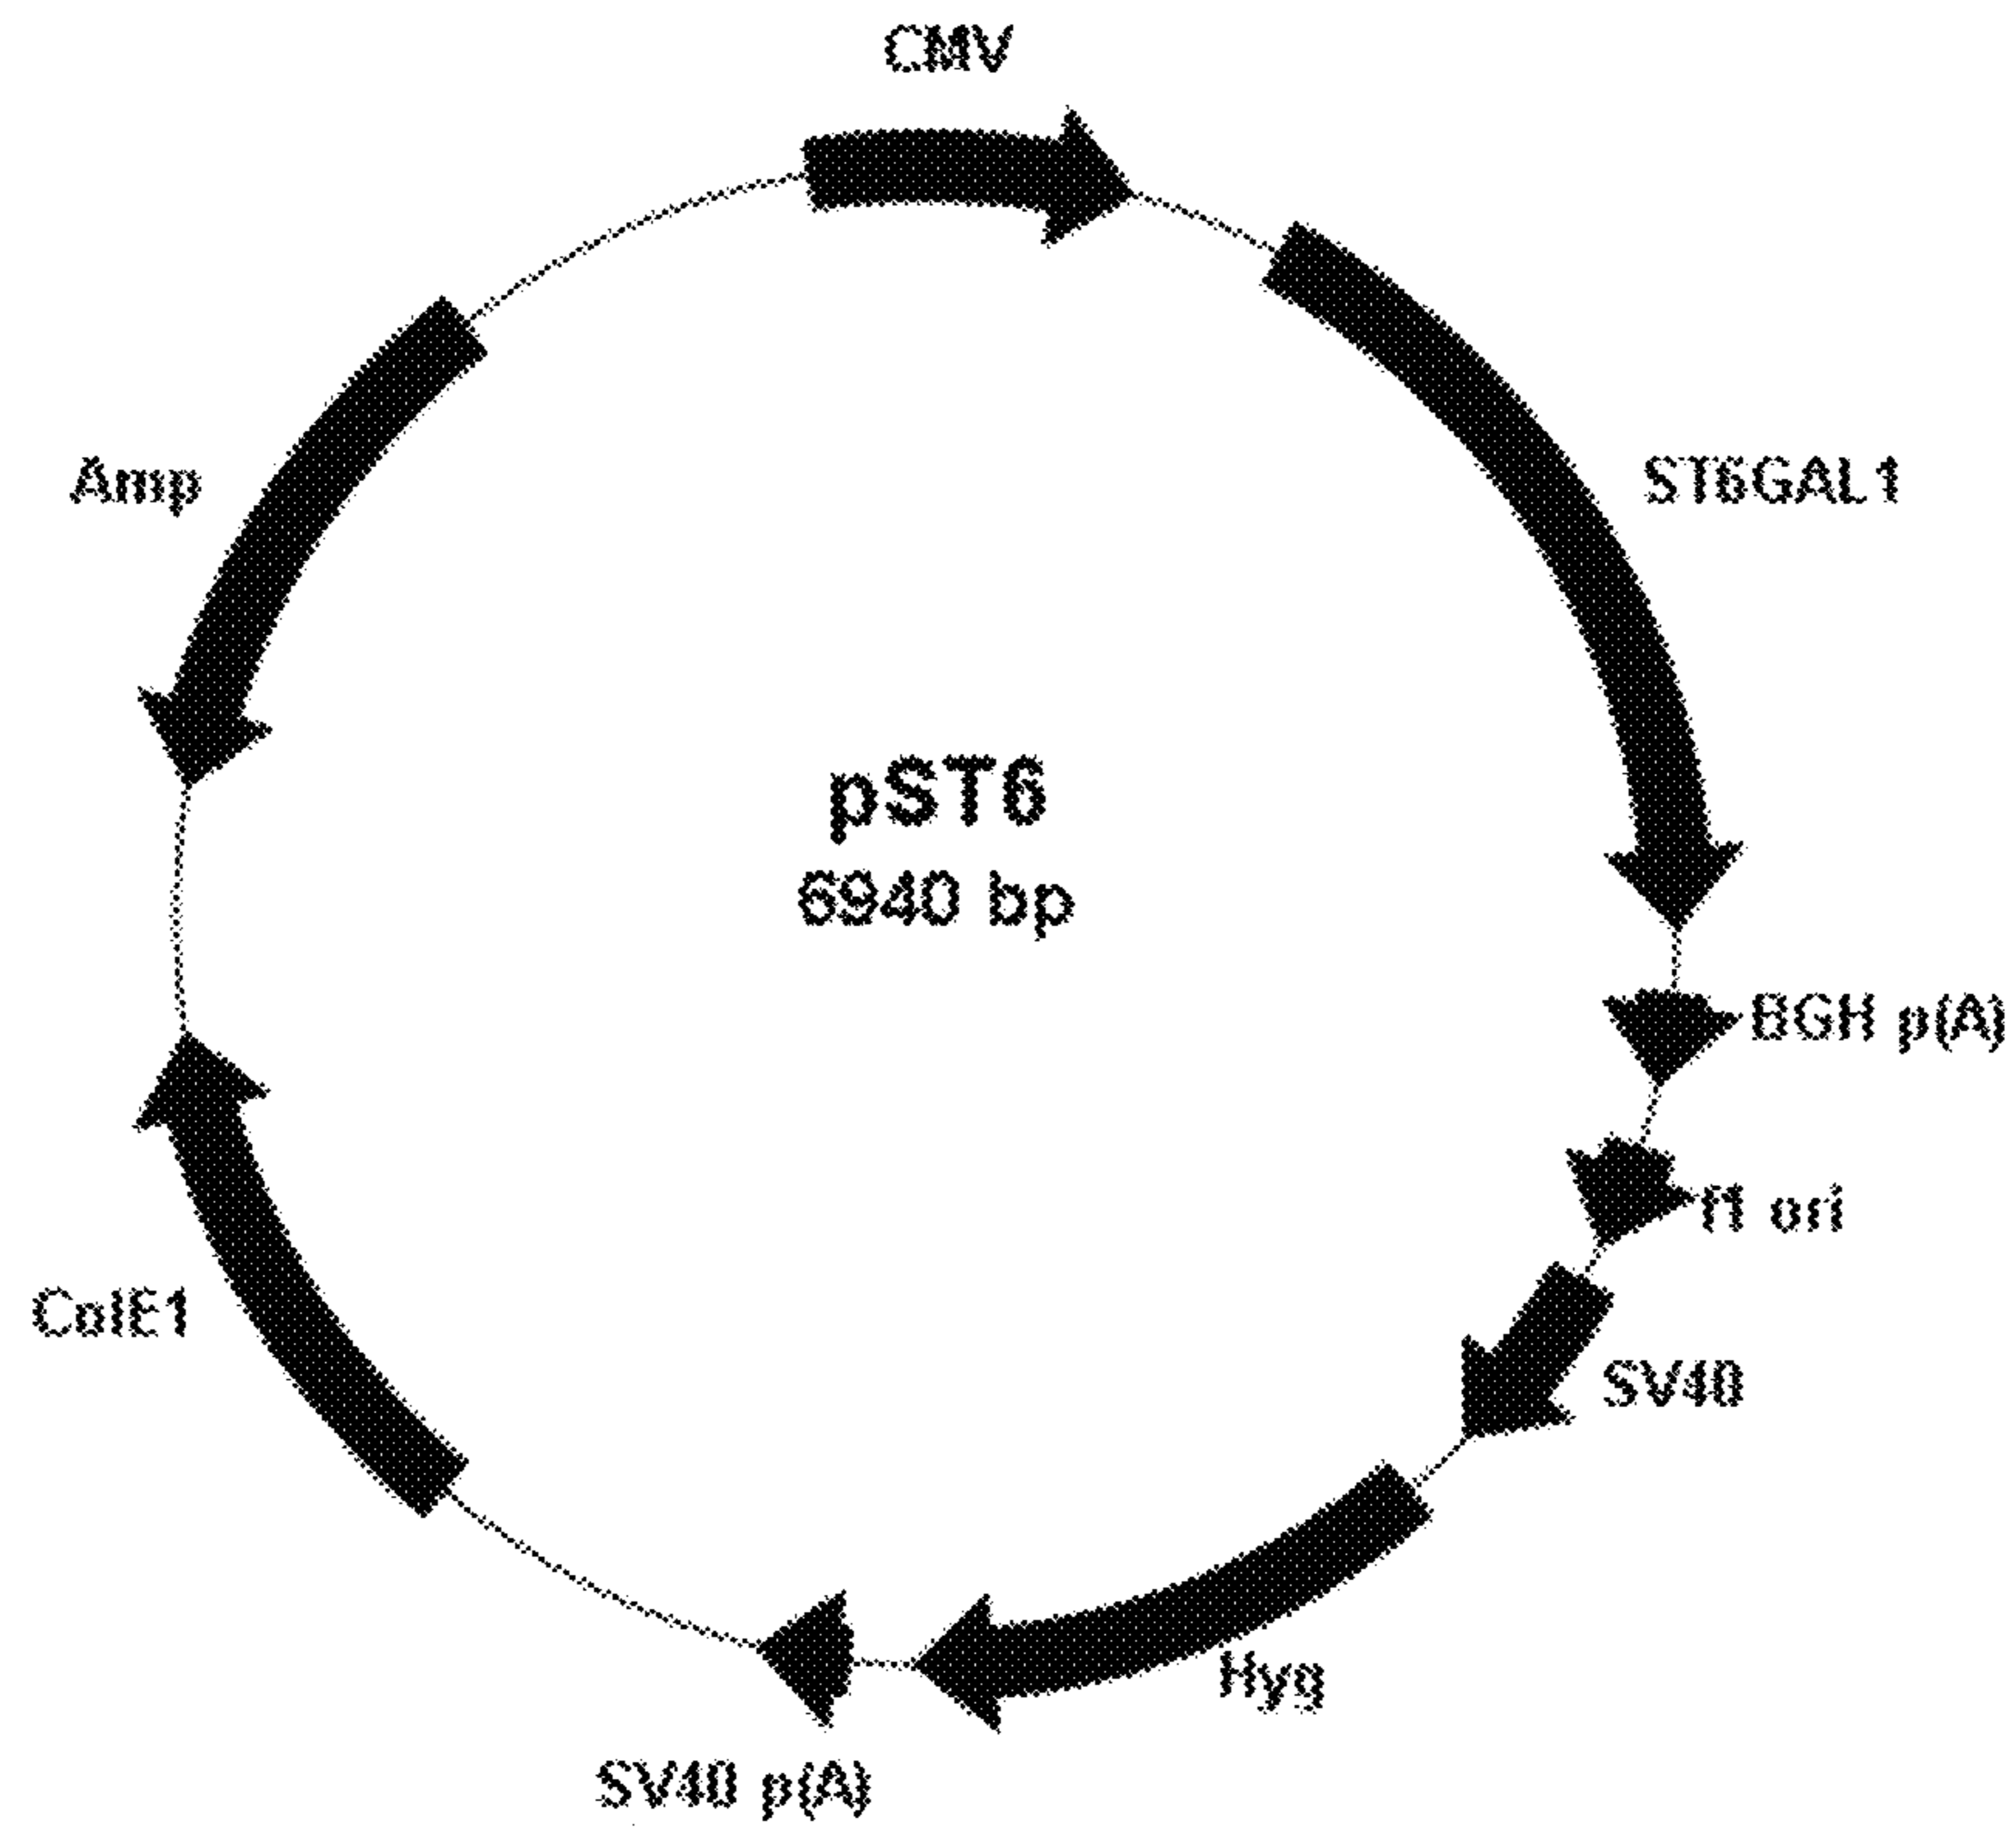 CMV
ST6GAL1
Amp
pST6
6940 bp
BGH p(A)
f1 ori
ColE1
SV40
Hyg
SV40 p(A)